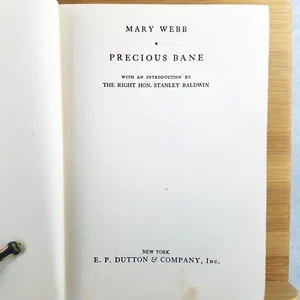 MARY WEBB
★
PRECIOUS BANE
WITH AN INTRODUCTION BY
THE RIGHT HON. STANLEY BALDWIN
NEW YORK
E. P. DUTTON & COMPANY, INC.